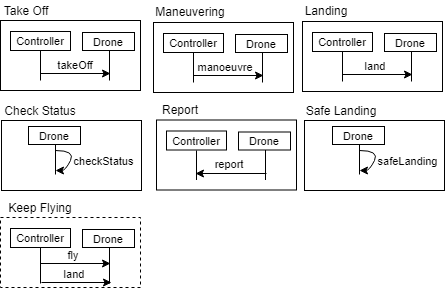 Take Off
Maneuvering
Landing
Controller Drone
takeOff
Controller Drone
manoeuvre
Controller Drone
land
Check Status
Report
Safe Landing
Drone
checkStatus
Controller Drone
report
Drone
safeLanding
Keep Flying
Controller Drone
fly
land